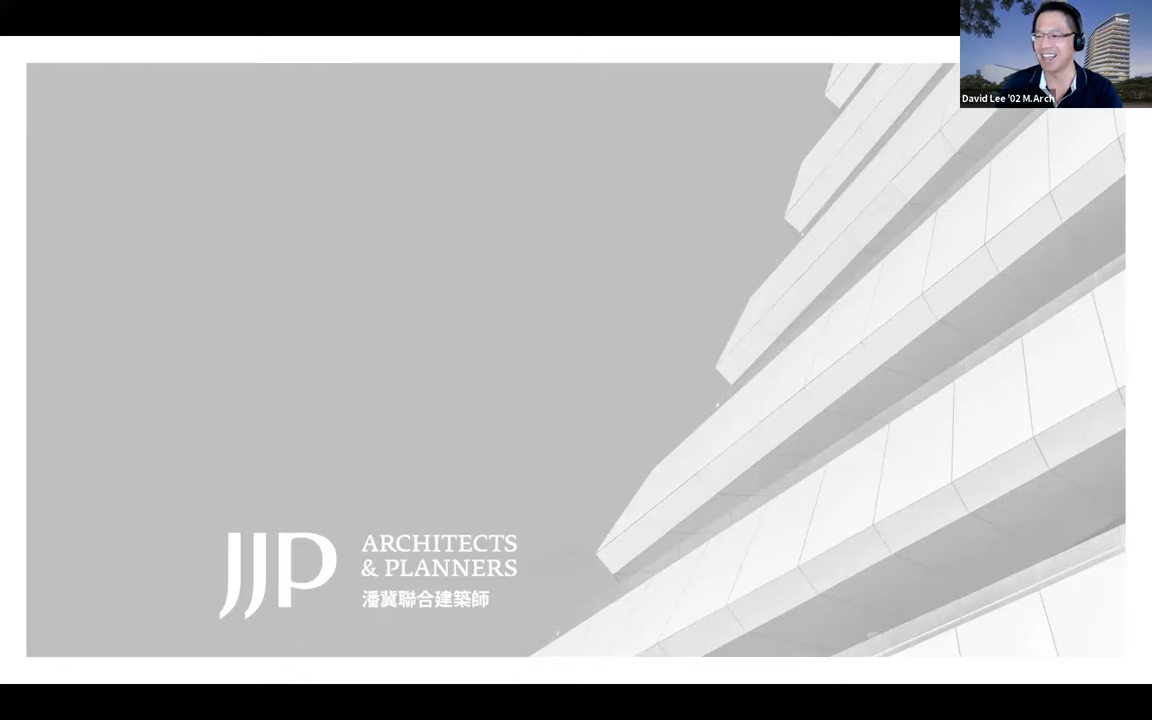 David Lee '02 M.Arch
JJP
ARCHITECTS
& PLANNERS
潘冀聯合建築師